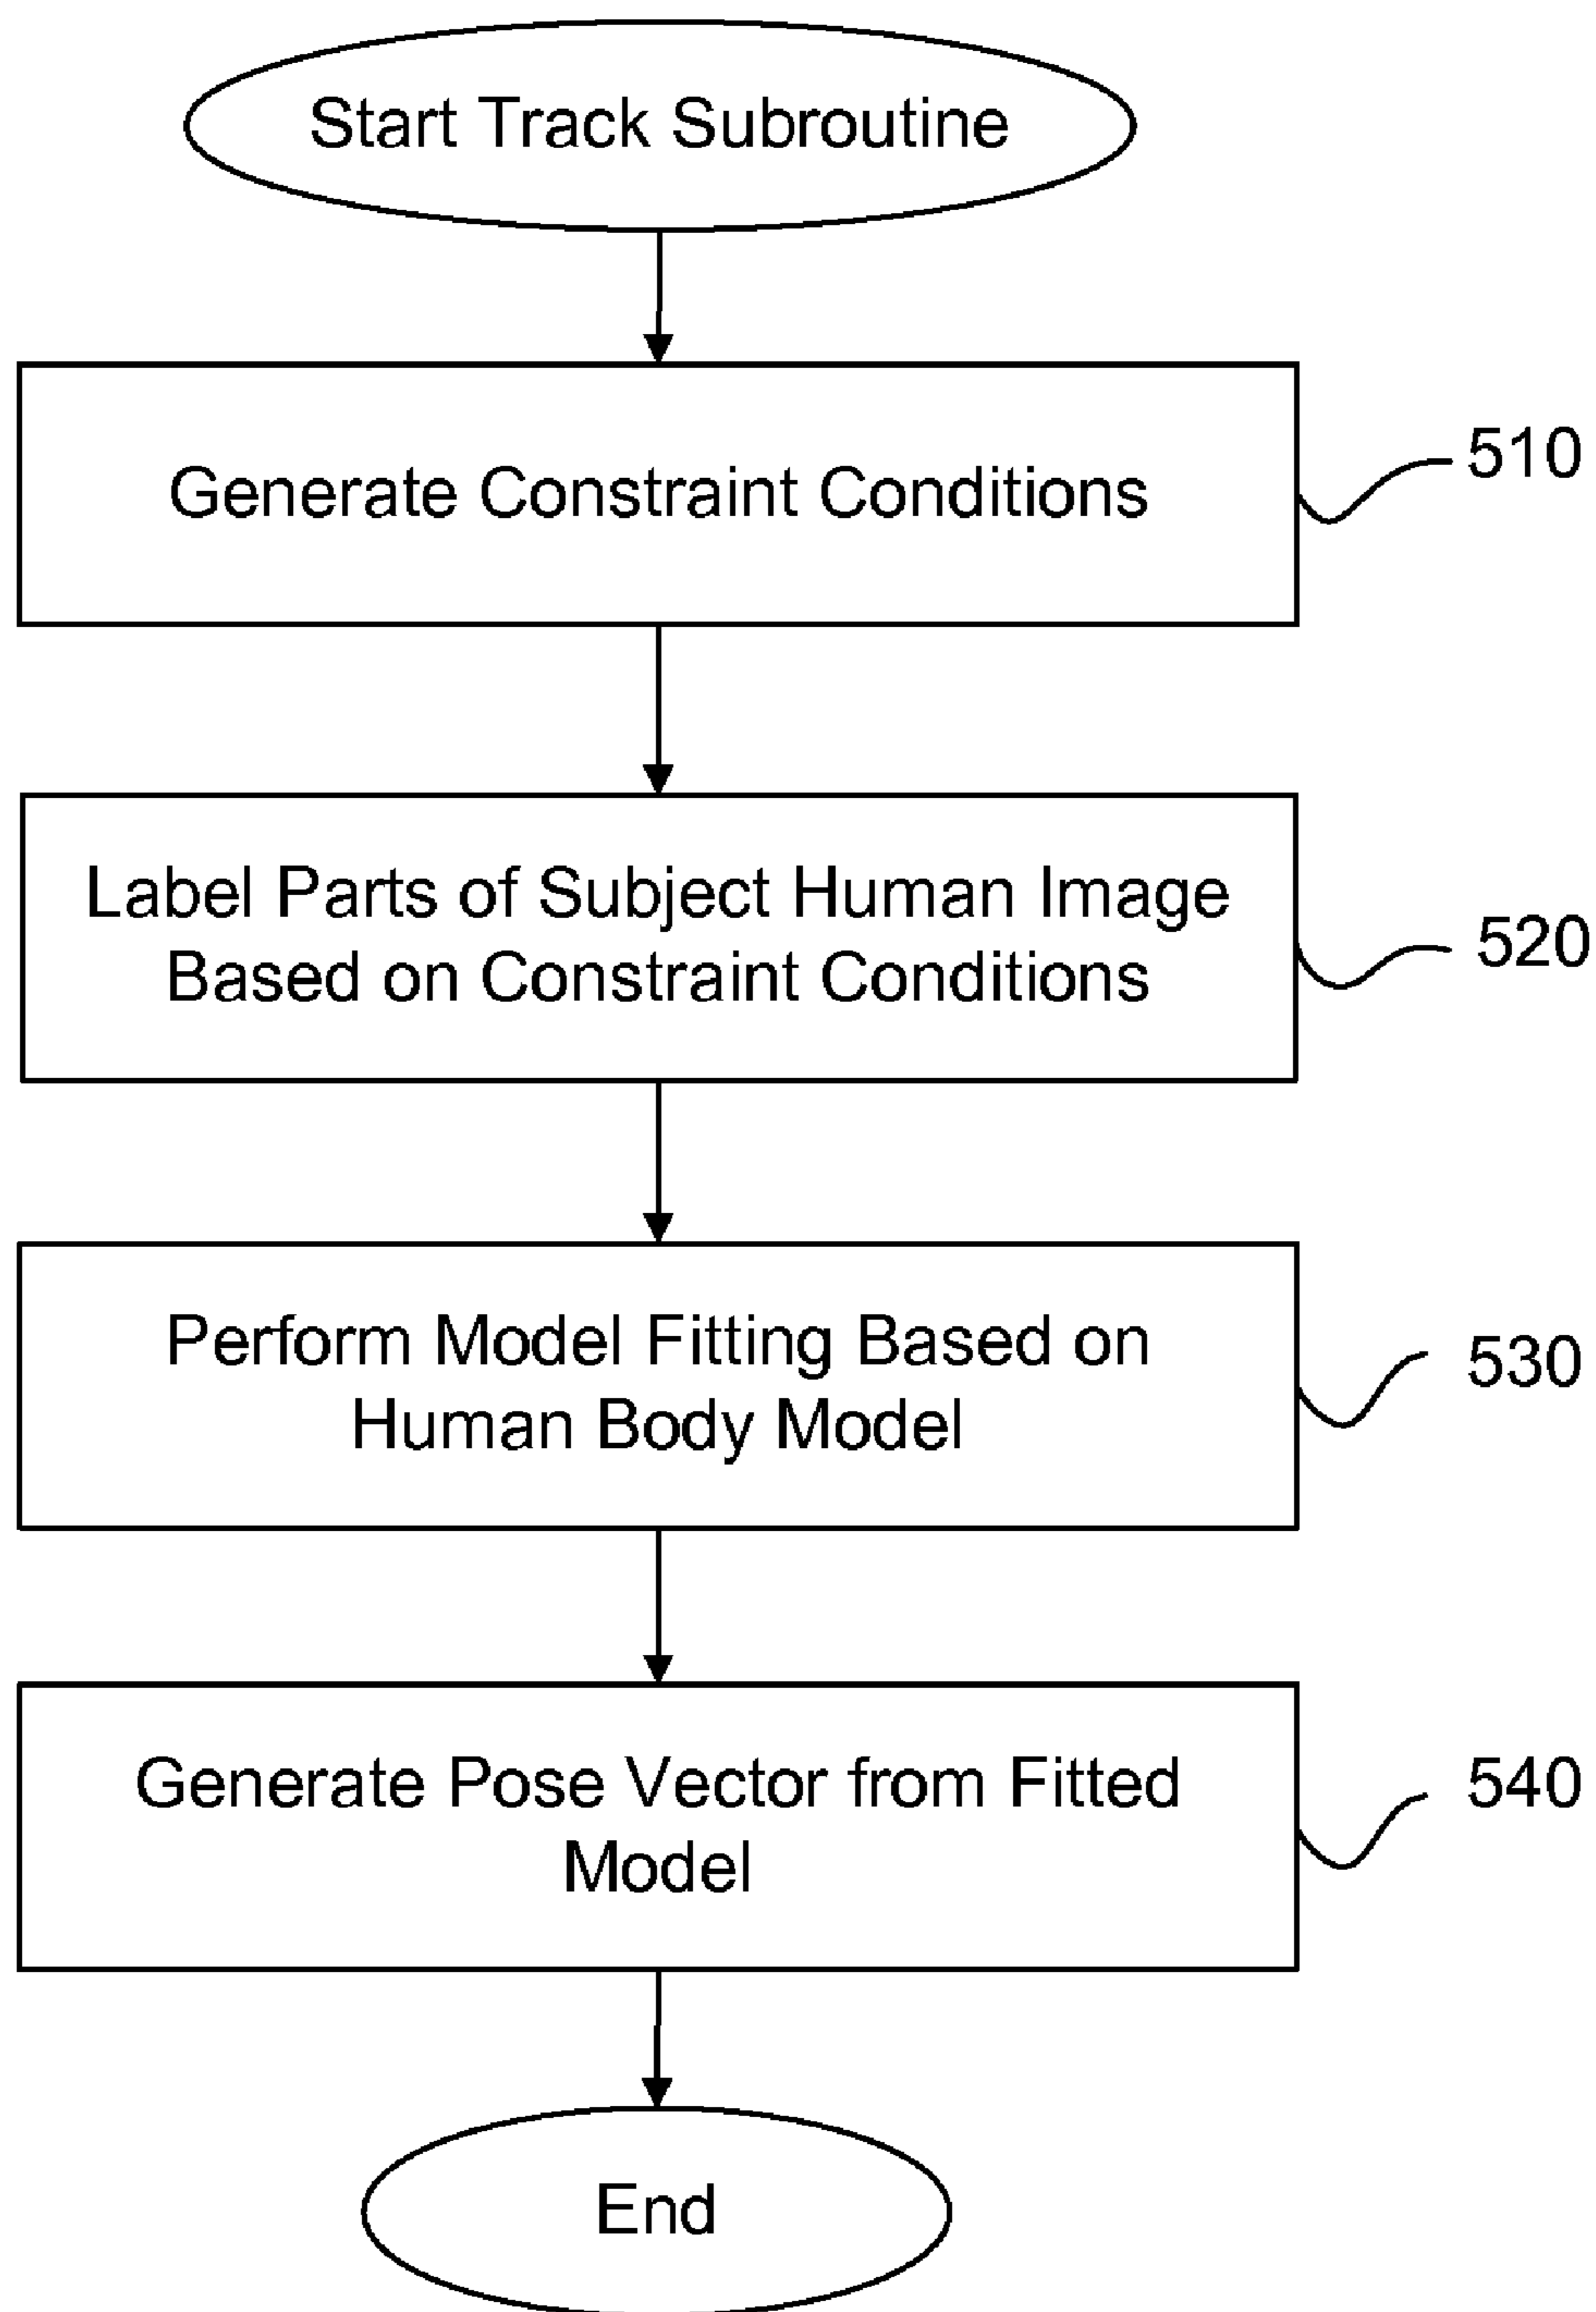 Start Track Subroutine
Generate Constraint Conditions
510
Label Parts of Subject Human Image
Based on Constraint Conditions
520
Perform Model Fitting Based on
Human Body Model
530
Generate Pose Vector from Fitted
Model
540
End